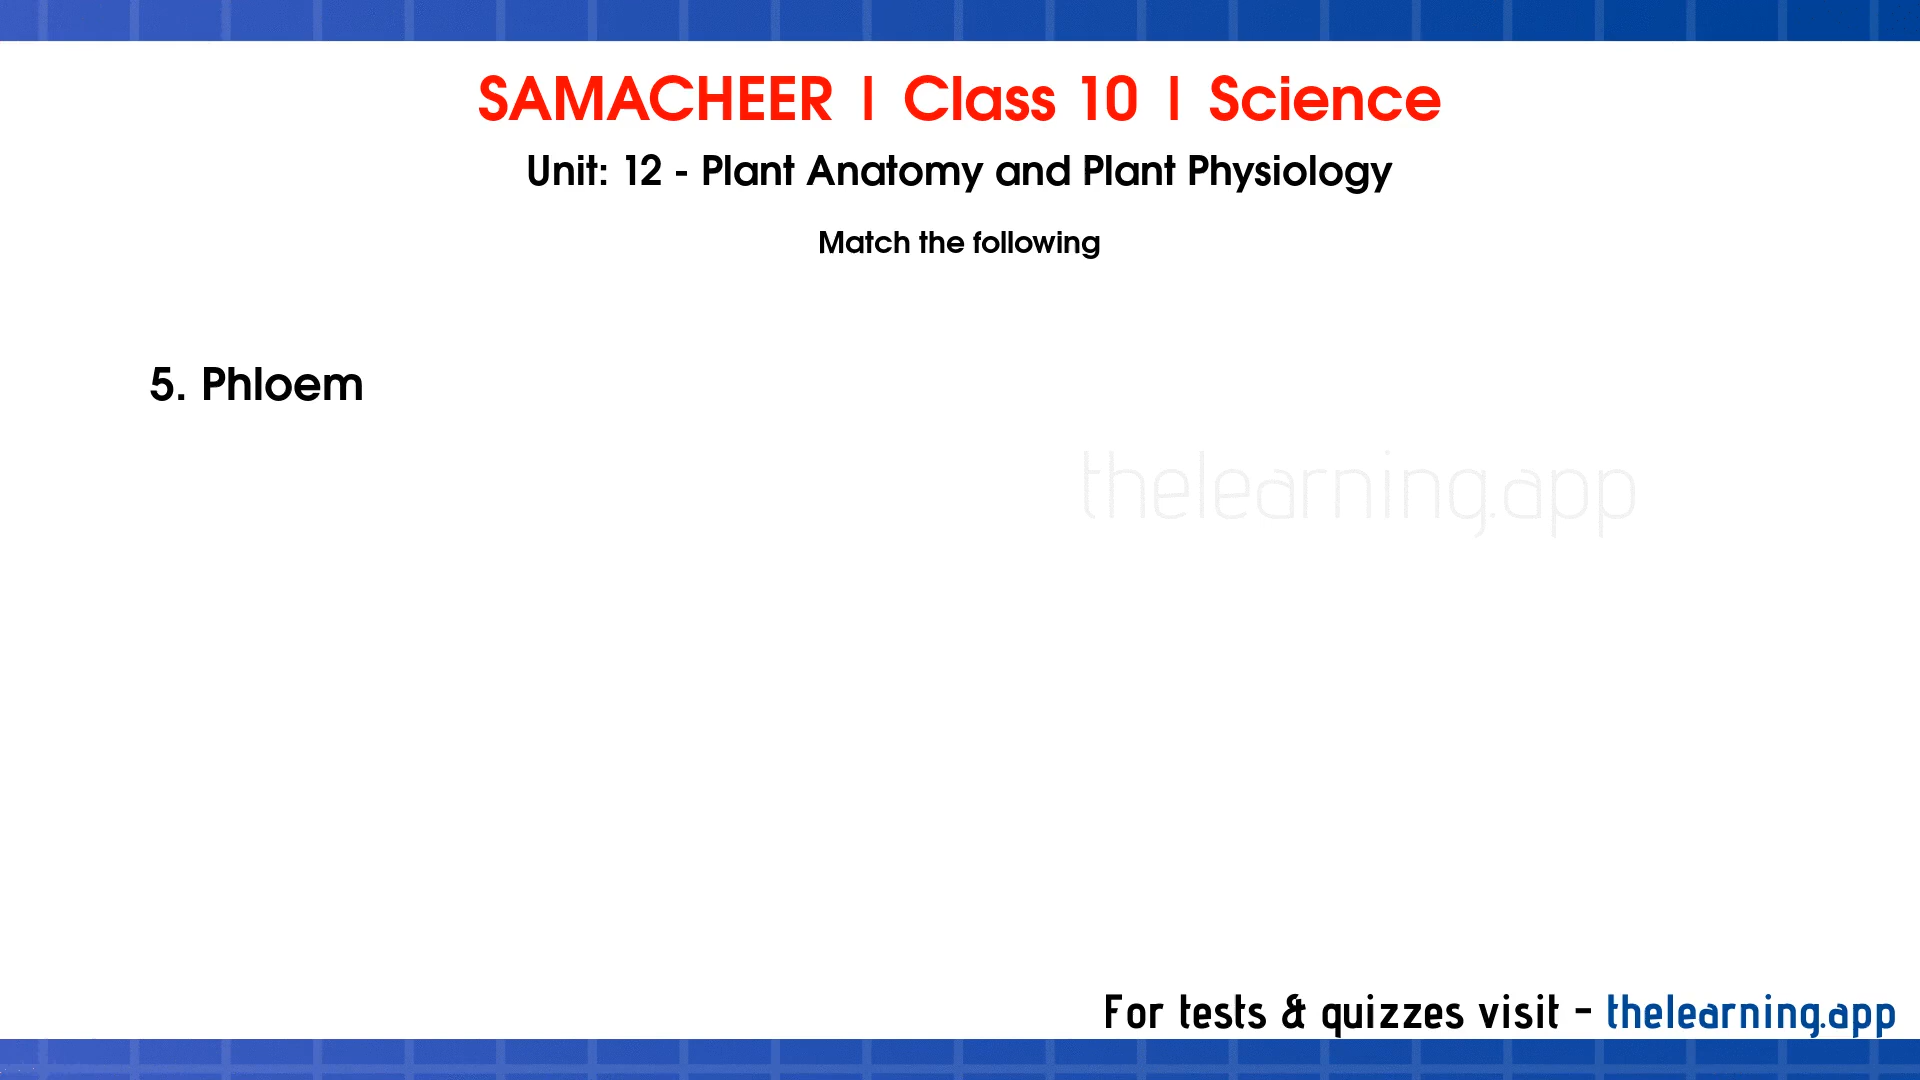 SAMACHEER | Class 10 | Science
Unit: 12 - Plant Anatomy and Plant Physiology
Match the following
5. Phloem
thelearning.app
For tests & quizzes visit - thelearning.app